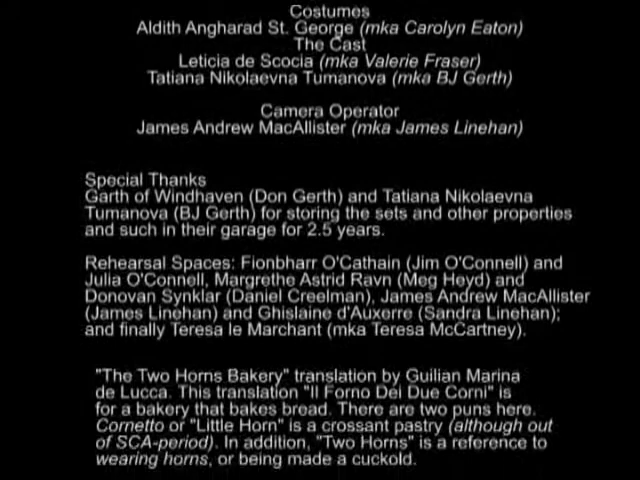 Costumes
Aldith Angharad St. George (mka Carolyn Eaton)
The Cast
Leticia de Scocia (mka Valerie Fraser)
Tatiana Nikolaevna Tumanova (mka BJ Gerth)
Camera Operator
James Andrew MacAllister (mka James Linehan)
Special Thanks
Garth of Windhaven (Don Gerth) and Tatiana Nikolaevna
Tumanova (BJ Gerth) for storing the sets and other properties
and such in their garage for 2.5 years.
Rehearsal Spaces: Fionbharr O'Cathain (Jim O'Connell) and
Julia O'Connell, Margrethe Astrid Ravn (Meg Heyd) and
Donovan Synklar (Daniel Creelman), James Andrew MacAllister
(James Linehan) and Ghislaine d'Auxerre (Sandra Linehan);
and finally Teresa le Marchant (mka Teresa McCartney).
"The Two Horns Bakery" translation by Guilian Marina
de Lucca. This translation "Il Forno Dei Due Corni" is
for a bakery that bakes bread. There are two puns here.
Cornetto or "Little Horn" is a crossant pastry (although out
of SCA-period). In addition, "Two Horns" is a reference to
wearing horns, or being made a cuckold.